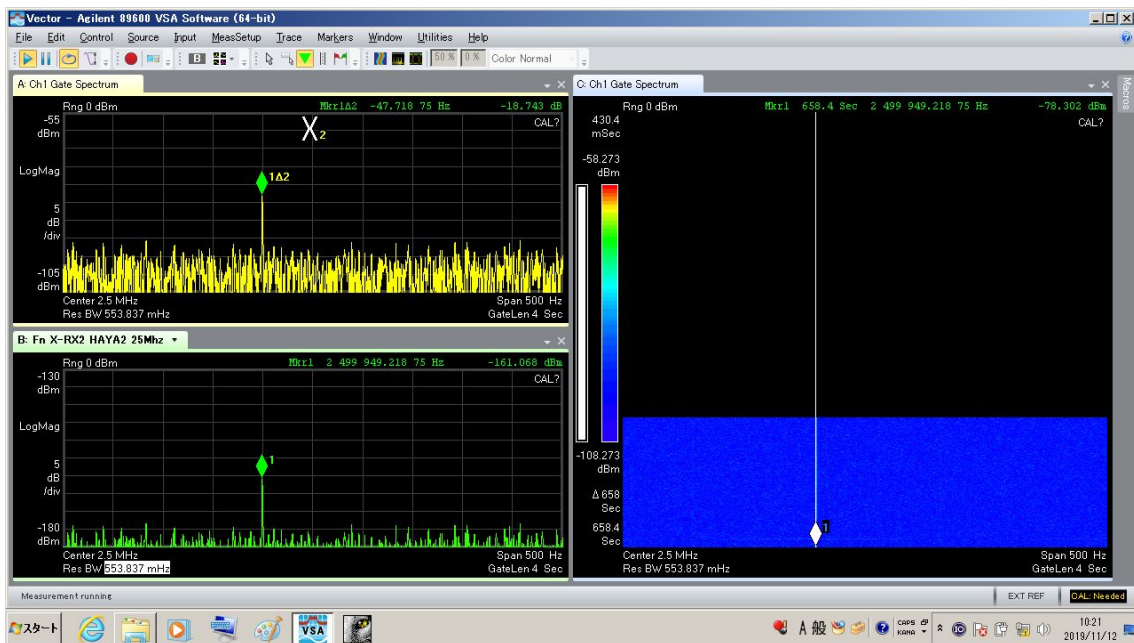 Vector - Agilent 89600 VSA Software (64-bit)
File Edit Control Source Input MeasSetup Trace Markers Window Utilities Help
B 50 % 0 % Color Normal
A: Ch1 Gate Spectrum
Rng 0 dBm Mkr1Δ2 -47.718 75 Hz -18.743 dB
-55
dBm
CAL?
2
LogMag
1Δ2
5
dB
/div
-105
dBm
Center 2.5 MHz Span 500 Hz
Res BW 553.837 mHz GateLen 4 Sec
B: Fn X-RX2 HAYA2 25Mhz
Rng 0 dBm Mkr1 2 499 949.218 75 Hz -161.068 dBm
-130
dBm
CAL?
LogMag
1
5
dB
/div
-180
dBm
Center 2.5 MHz Span 500 Hz
Res BW 553.837 mHz GateLen 4 Sec
C: Ch1 Gate Spectrum
Rng 0 dBm Mkr1 658.4 Sec 2 499 949.218 75 Hz -78.302 dBm
430.4
mSec
CAL?
-58.273
dBm
-108.273
dBm
Δ 658
Sec
658.4
Sec
1
Center 2.5 MHz Span 500 Hz
Res BW 553.837 mHz GateLen 4 Sec
Macros
Measurement running EXT REF CAL: Needed
スタート VSA A 般 CAPS KANA 10:21
2019/11/12